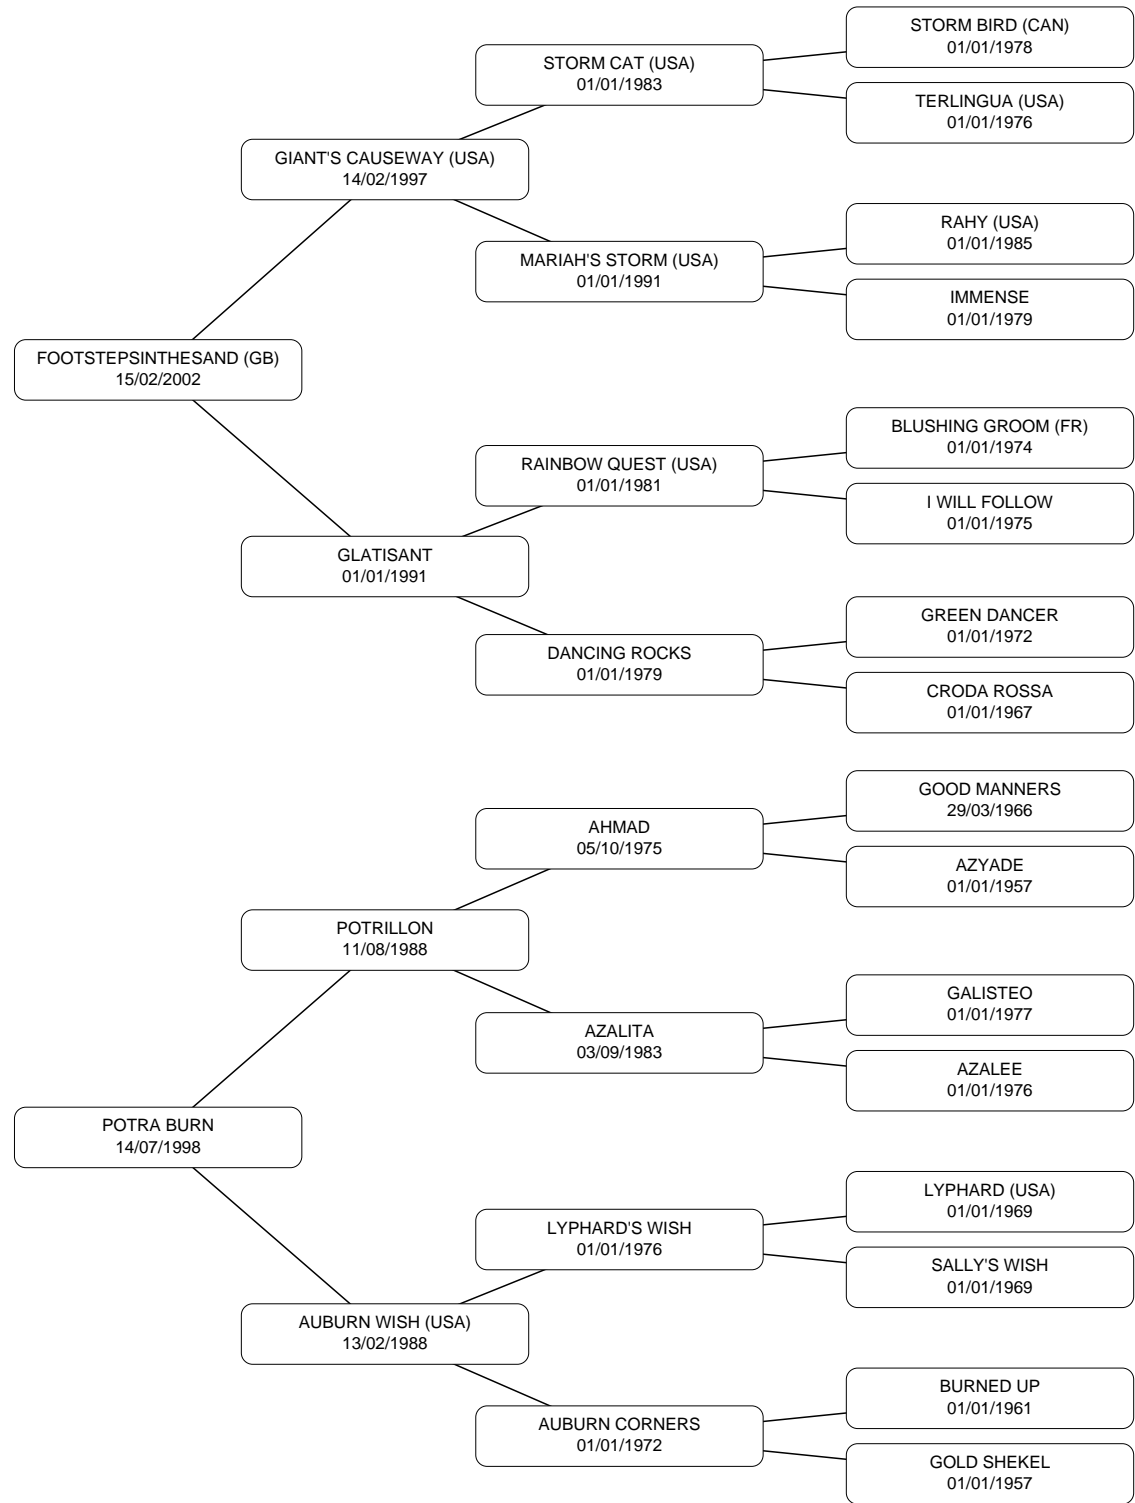 STORM BIRD (CAN)
01/01/1978
STORM CAT (USA)
01/01/1983
TERLINGUA (USA)
01/01/1976
GIANT'S CAUSEWAY (USA)
14/02/1997
RAHY (USA)
01/01/1985
MARIAH'S STORM (USA)
01/01/1991
IMMENSE
01/01/1979
FOOTSTEPSINTHESAND (GB)
15/02/2002
BLUSHING GROOM (FR)
01/01/1974
RAINBOW QUEST (USA)
01/01/1981
I WILL FOLLOW
01/01/1975
GLATISANT
01/01/1991
GREEN DANCER
01/01/1972
DANCING ROCKS
01/01/1979
CRODA ROSSA
01/01/1967
GOOD MANNERS
29/03/1966
AHMAD
05/10/1975
AZYADE
01/01/1957
POTRILLON
11/08/1988
GALISTEO
01/01/1977
AZALITA
03/09/1983
AZALEE
01/01/1976
POTRA BURN
14/07/1998
LYPHARD (USA)
01/01/1969
LYPHARD'S WISH
01/01/1976
SALLY'S WISH
01/01/1969
AUBURN WISH (USA)
13/02/1988
BURNED UP
01/01/1961
AUBURN CORNERS
01/01/1972
GOLD SHEKEL
01/01/1957